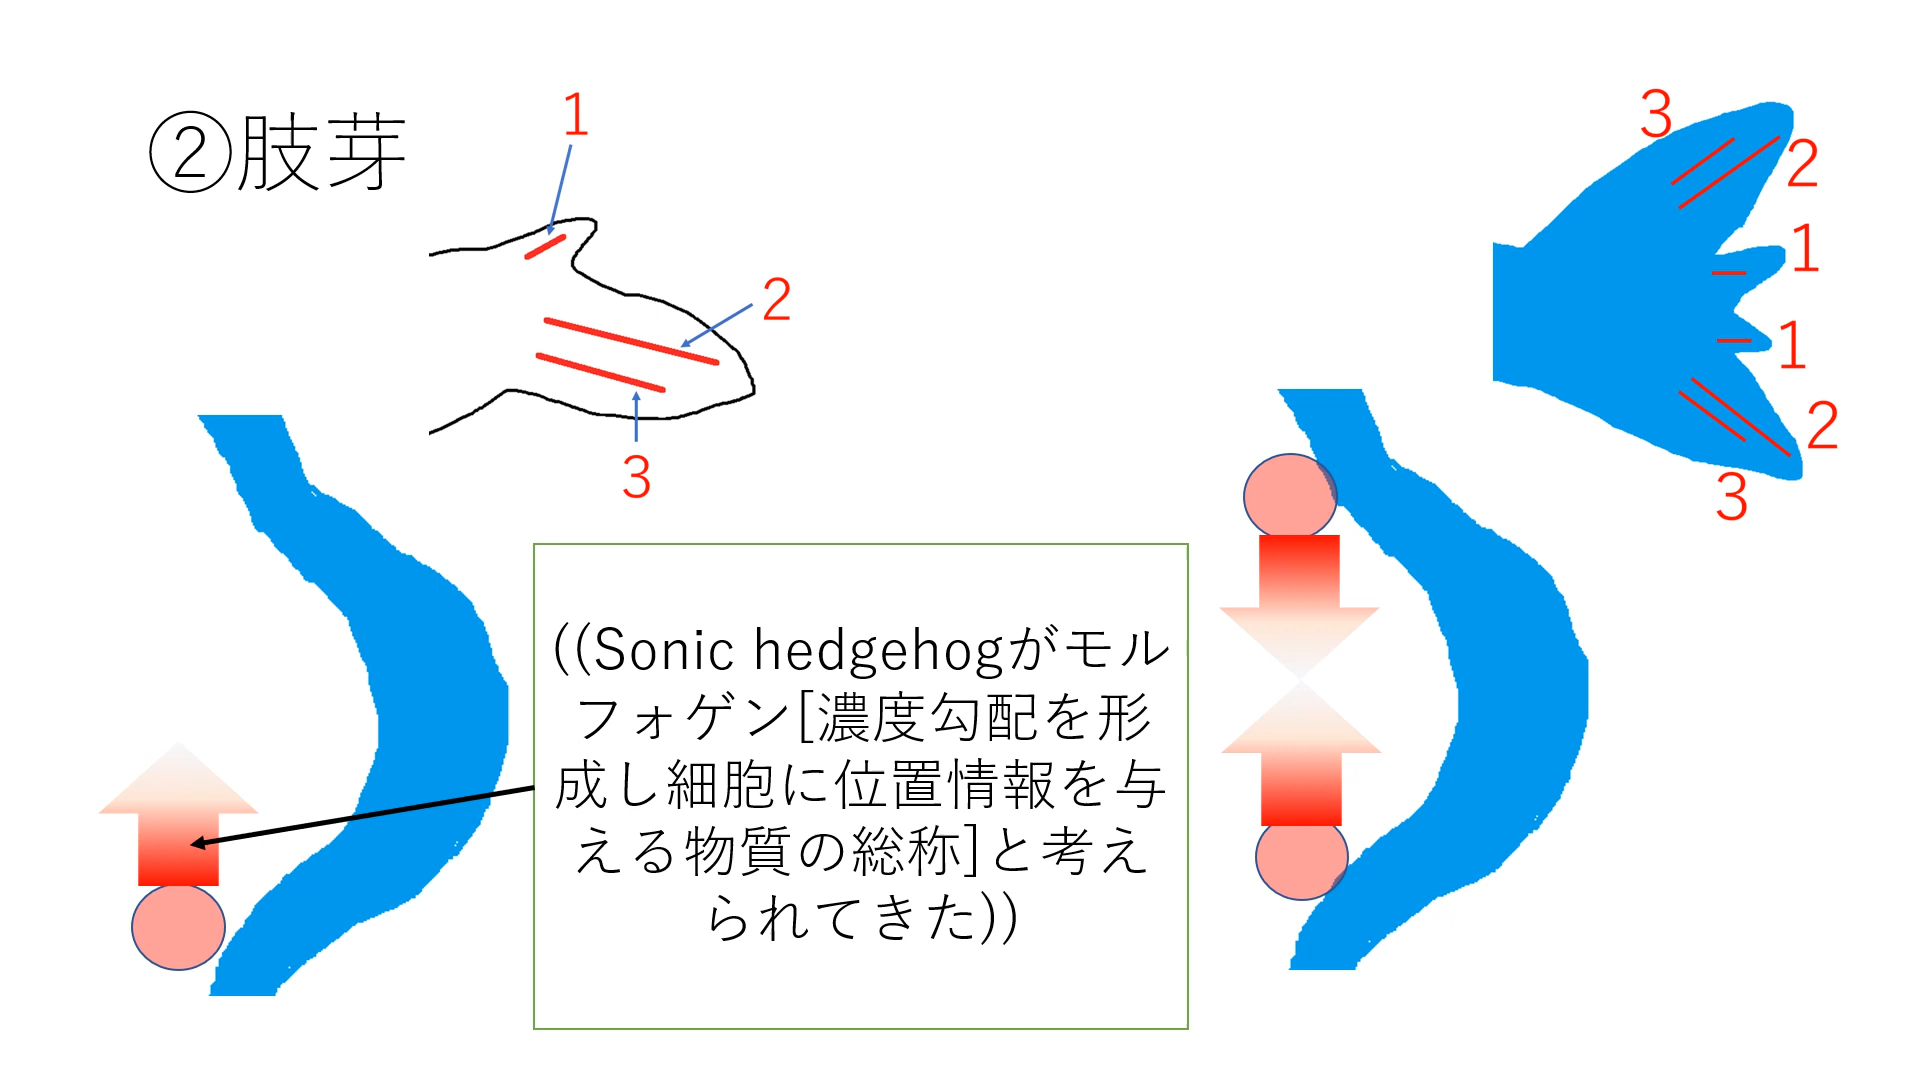 ②肢芽
1
2
3
((Sonic hedgehogがモル
フォゲン[濃度勾配を形
成し細胞に位置情報を与
える物質の総称]と考え
られてきた))
3
2
1
1
2
3